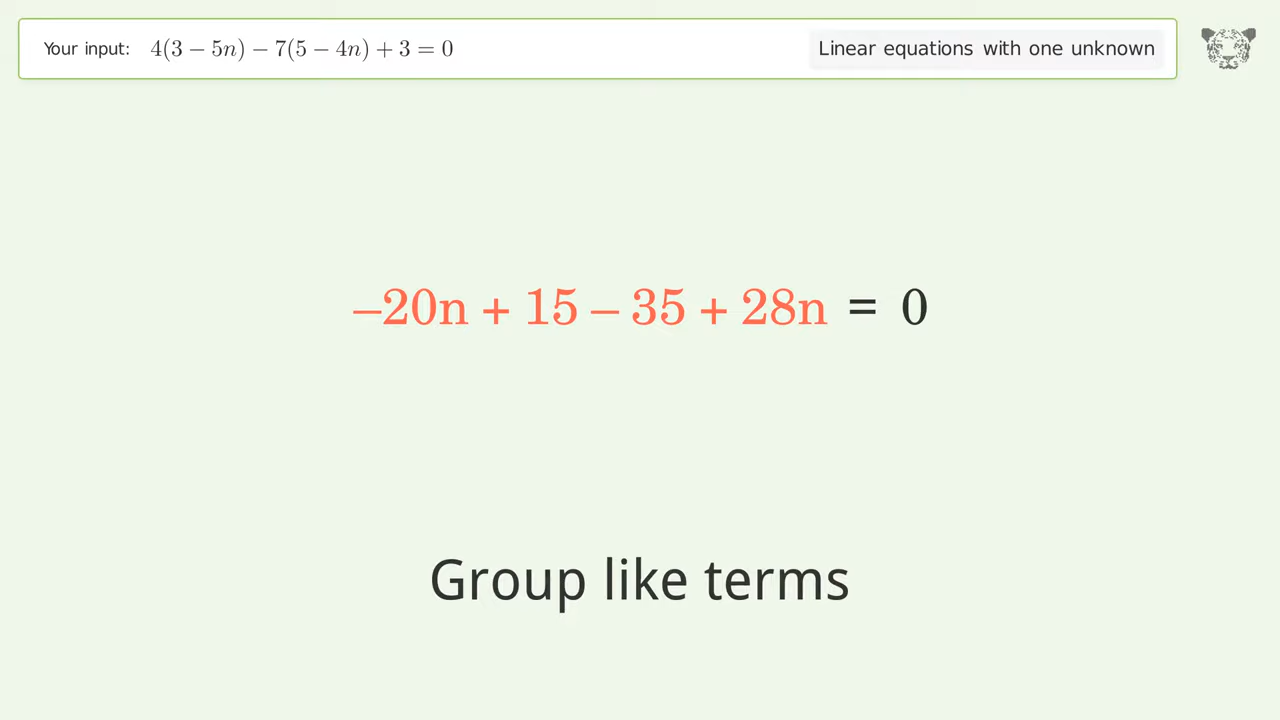 Your input: 4(3 − 5n) − 7(5 − 4n) + 3 = 0
Linear equations with one unknown
–20n + 15 – 35 + 28n = 0
Group like terms